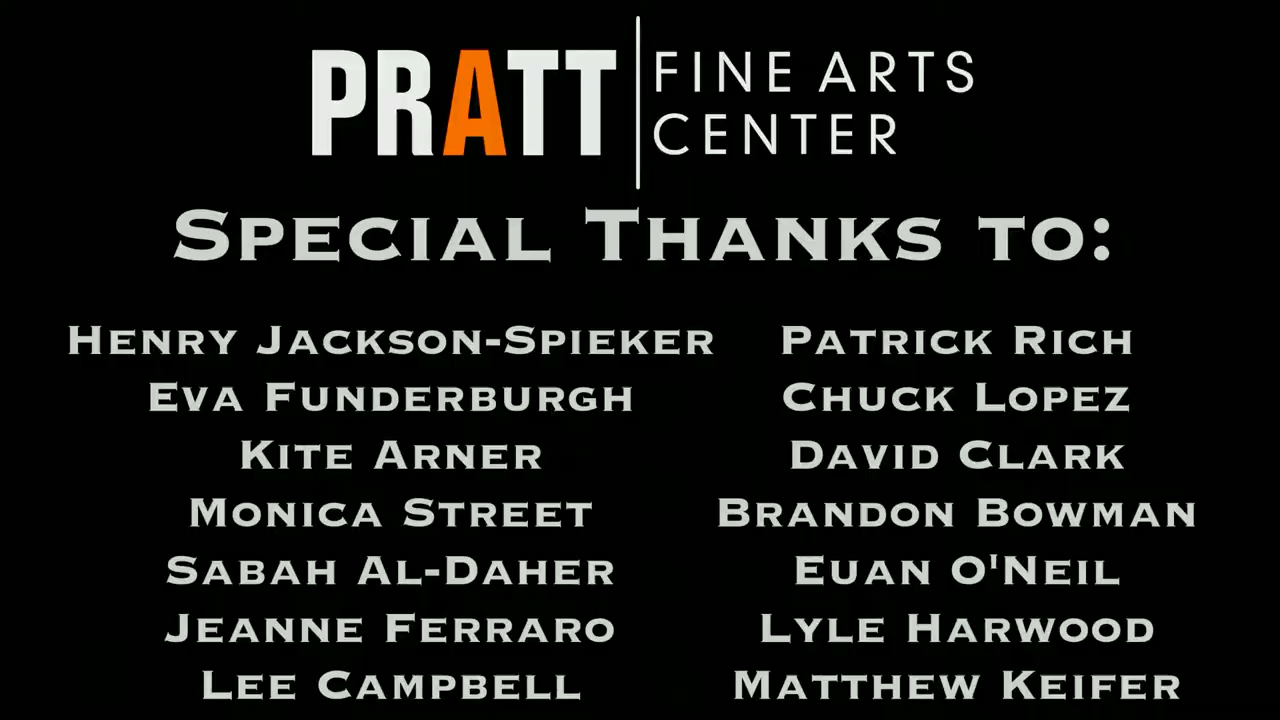 PRATT FINE ARTS
CENTER
SPECIAL THANKS TO:
HENRY JACKSON-SPIEKER
EVA FUNDERBURGH
KITE ARNER
MONICA STREET
SABAH AL-DAHER
JEANNE FERRARO
LEE CAMPBELL
PATRICK RICH
CHUCK LOPEZ
DAVID CLARK
BRANDON BOWMAN
EUAN O'NEIL
LYLE HARWOOD
MATTHEW KEIFER